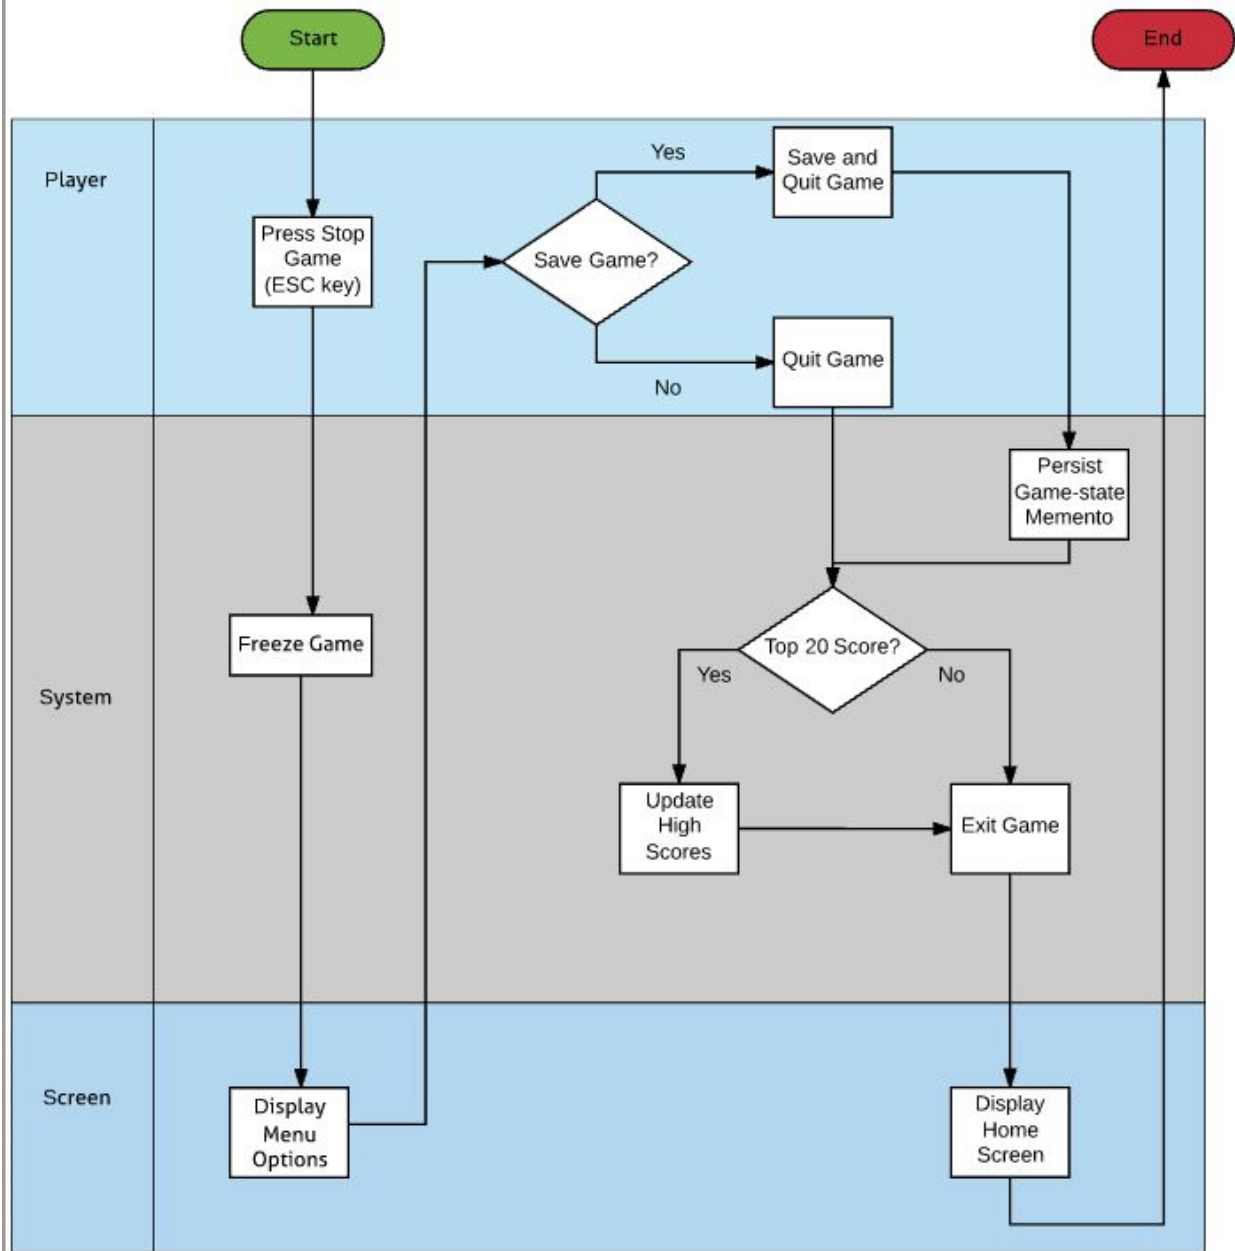 Start
End
Player
Yes
Save and
Quit Game
Press Stop
Game
(ESC key)
Save Game?
Quit Game
No
Persist
Game-state
Memento
Freeze Game
Top 20 Score?
Yes
No
System
Update
High
Scores
Exit Game
Screen
Display
Menu
Options
Display
Home
Screen